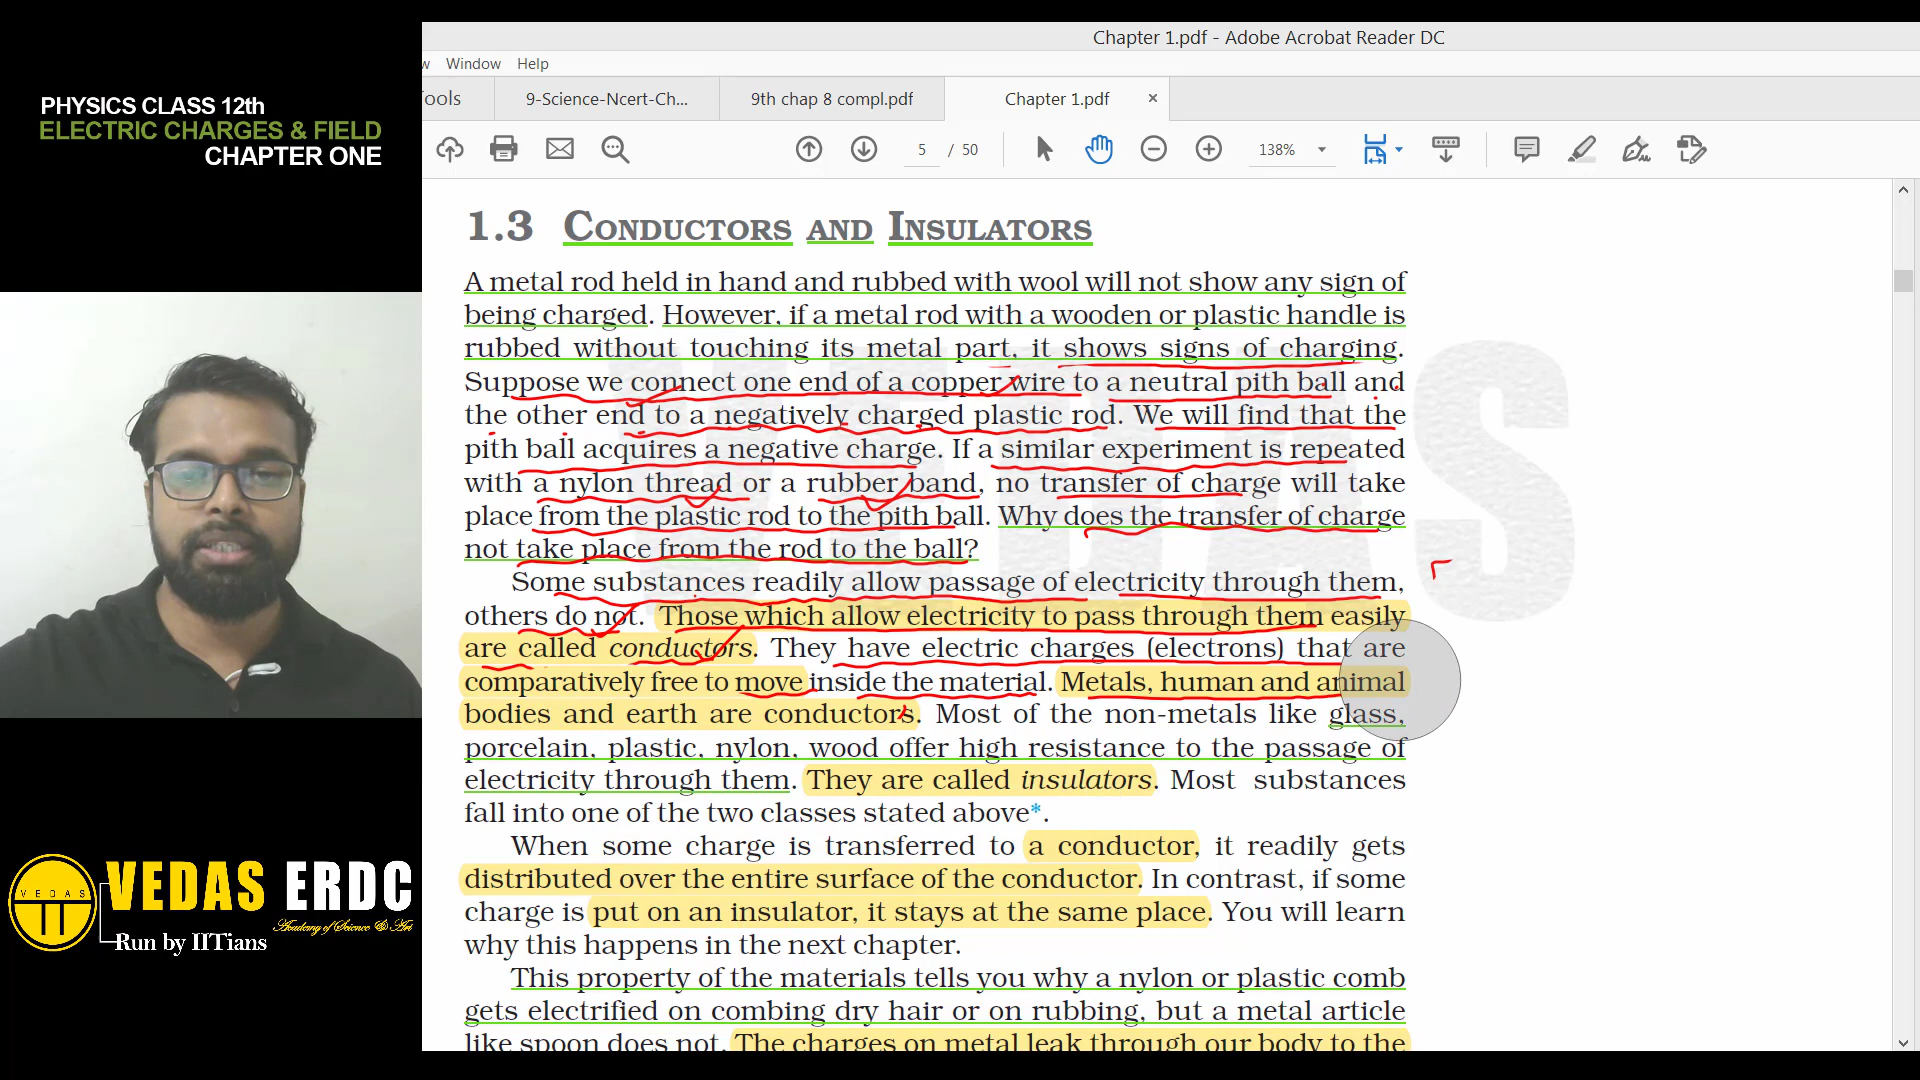 PHYSICS CLASS 12th
ELECTRIC CHARGES & FIELD
CHAPTER ONE
Chapter 1.pdf - Adobe Acrobat Reader DC
w Window Help
Tools 9-Science-Ncert-Ch... 9th chap 8 compl.pdf Chapter 1.pdf ×
5 / 50 138%
1.3 CONDUCTORS AND INSULATORS
A metal rod held in hand and rubbed with wool will not show any sign of
being charged. However, if a metal rod with a wooden or plastic handle is
rubbed without touching its metal part, it shows signs of charging.
Suppose we connect one end of a copper wire to a neutral pith ball and
the other end to a negatively charged plastic rod. We will find that the
pith ball acquires a negative charge. If a similar experiment is repeated
with a nylon thread or a rubber band, no transfer of charge will take
place from the plastic rod to the pith ball. Why does the transfer of charge
not take place from the rod to the ball?
Some substances readily allow passage of electricity through them,
others do not. Those which allow electricity to pass through them easily
are called conductors. They have electric charges (electrons) that are
comparatively free to move inside the material. Metals, human and animal
bodies and earth are conductors. Most of the non-metals like glass,
porcelain, plastic, nylon, wood offer high resistance to the passage of
electricity through them. They are called insulators. Most substances
fall into one of the two classes stated above*.
When some charge is transferred to a conductor, it readily gets
distributed over the entire surface of the conductor. In contrast, if some
charge is put on an insulator, it stays at the same place. You will learn
why this happens in the next chapter.
This property of the materials tells you why a nylon or plastic comb
gets electrified on combing dry hair or on rubbing, but a metal article
like spoon does not. The charges on metal leak through our body to the
VEDAS
VEDAS
VEDAS ERDC
Academy of Science & Art
Run by IITians